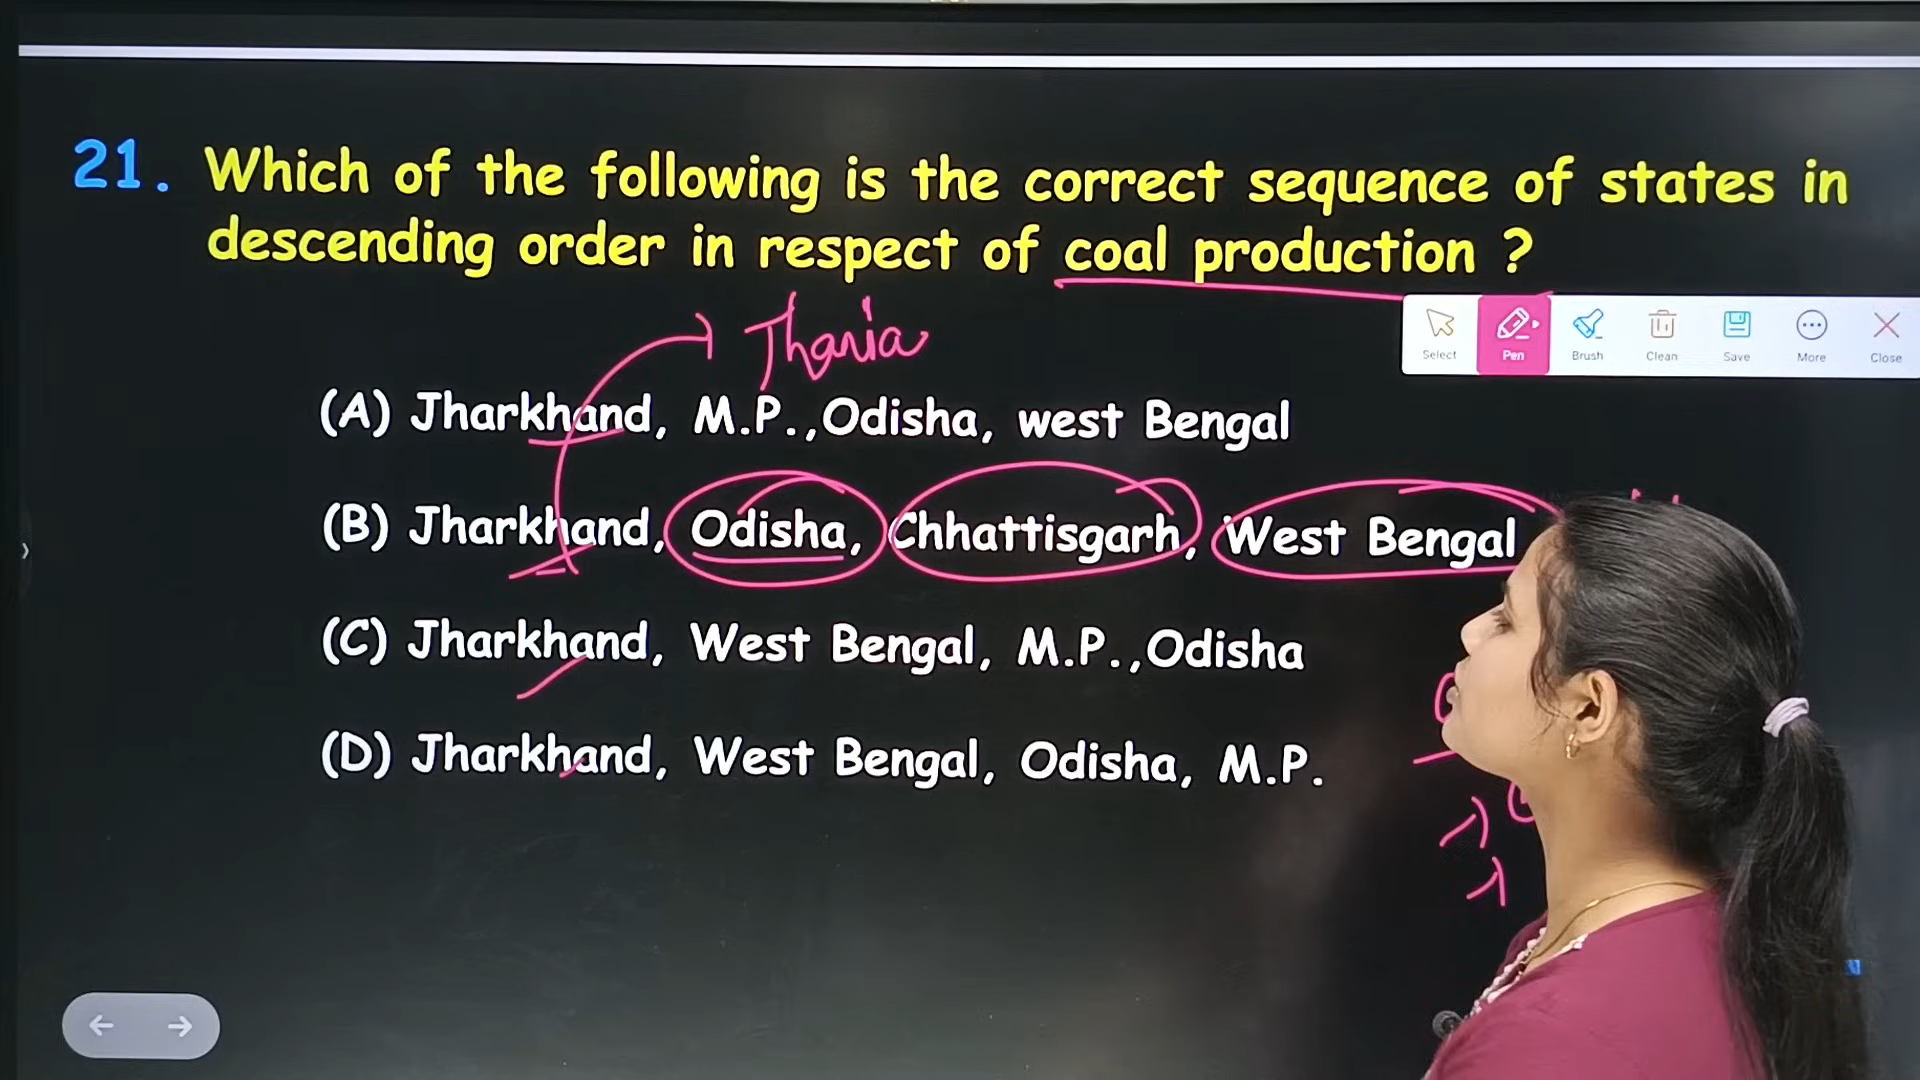 21. Which of the following is the correct sequence of states in
descending order in respect of coal production ?
Select Pen Brush Clean Save More Close
Jharia
(A) Jharkhand, M.P.,Odisha, west Bengal
(B) Jharkhand, Odisha, Chhattisgarh, West Bengal
(C) Jharkhand, West Bengal, M.P.,Odisha
(D) Jharkhand, West Bengal, Odisha, M.P.